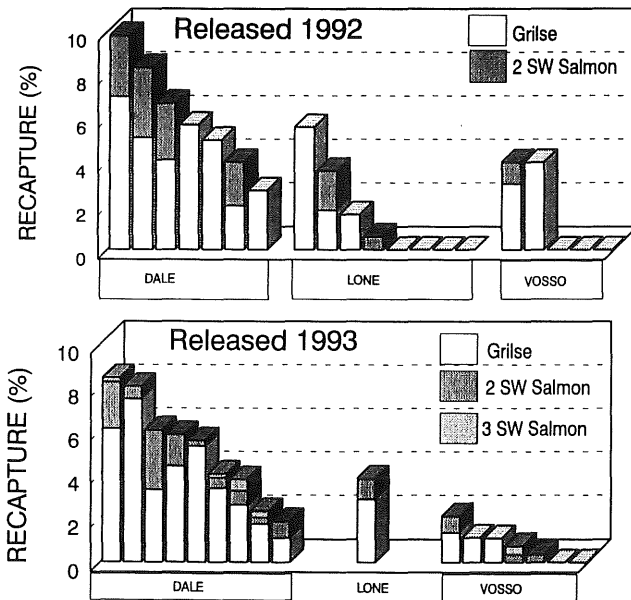 Released 1992
Grilse
2 SW Salmon
RECAPTURE (%)
10
8
6
4
2
0
DALE
LONE
VOSSO
Released 1993
Grilse
2 SW Salmon
3 SW Salmon
RECAPTURE (%)
10
8
6
4
2
0
DALE
LONE
VOSSO